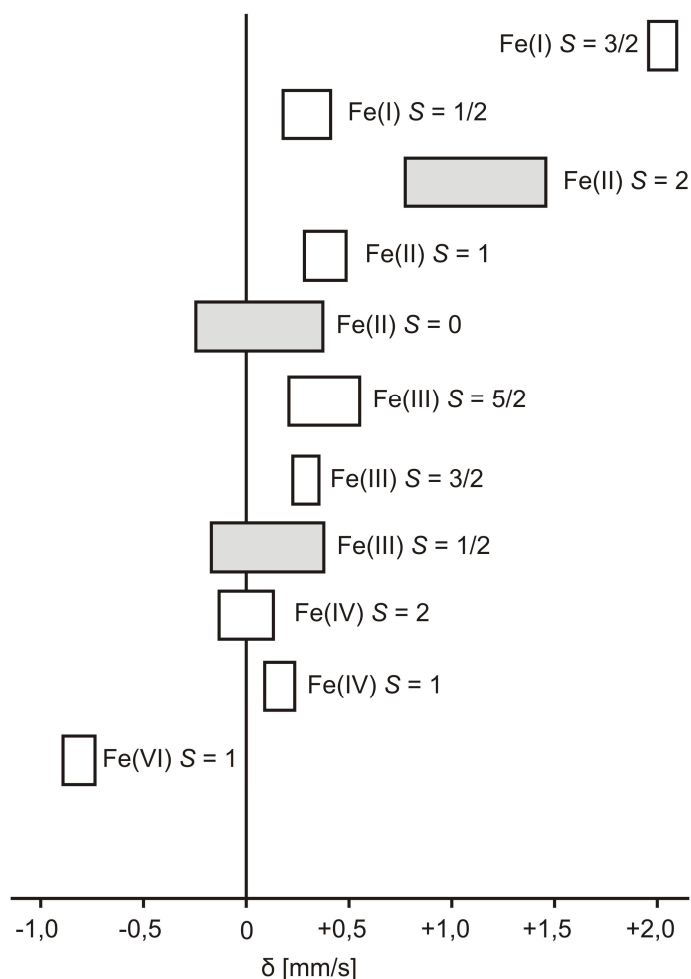 Fe(I) S = 3/2
Fe(I) S = 1/2
Fe(II) S = 2
Fe(II) S = 1
Fe(II) S = 0
Fe(III) S = 5/2
Fe(III) S = 3/2
Fe(III) S = 1/2
Fe(IV) S = 2
Fe(IV) S = 1
Fe(VI) S = 1
-1,0 -0,5 0 +0,5 +1,0 +1,5 +2,0
δ [mm/s]